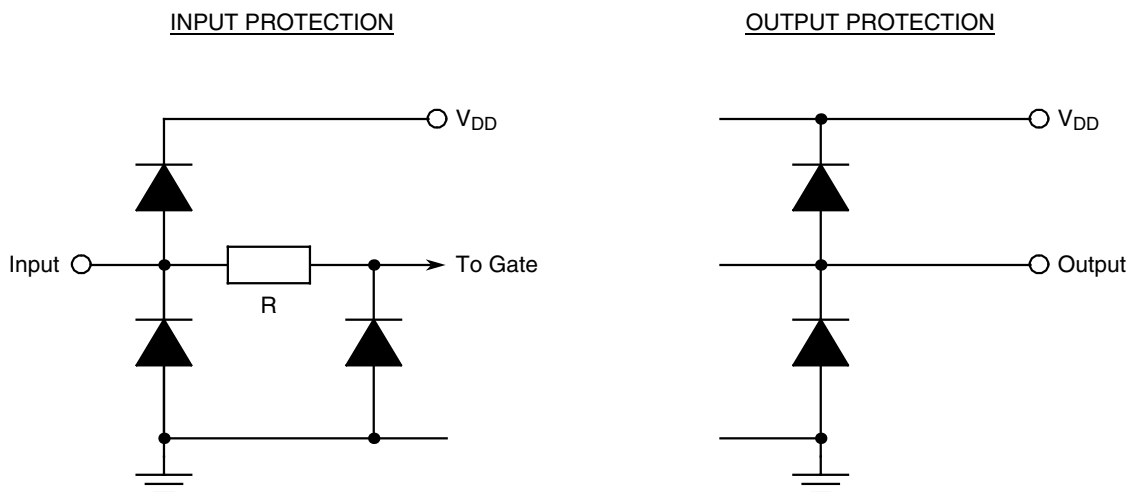 INPUT PROTECTION
OUTPUT PROTECTION
VDD
VDD
Input
To Gate
Output
R